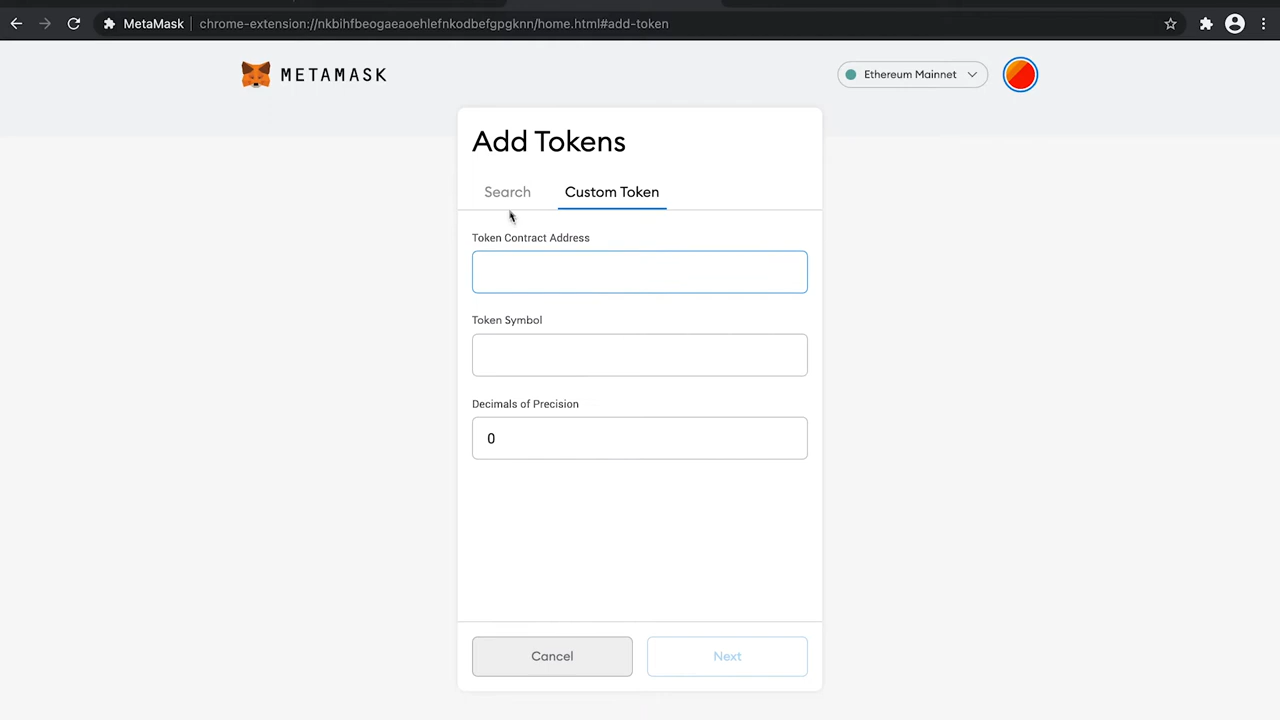 MetaMask
chrome-extension://nkbihfbeogaeaoehlefnkodbefgpgknn/home.html#add-token
METAMASK
Ethereum Mainnet
Add Tokens
Search
Custom Token
Token Contract Address
Token Symbol
Decimals of Precision
0
Cancel
Next